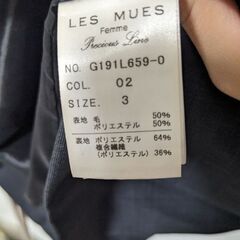 LES MUES
Femme
Precious Line
NO. G191L659-0
COL. 02
SIZE. 3
表地 毛 50%
ポリエステル 50%
裏地 ポリエステル 64%
複合繊維
(ポリエステル) 36%